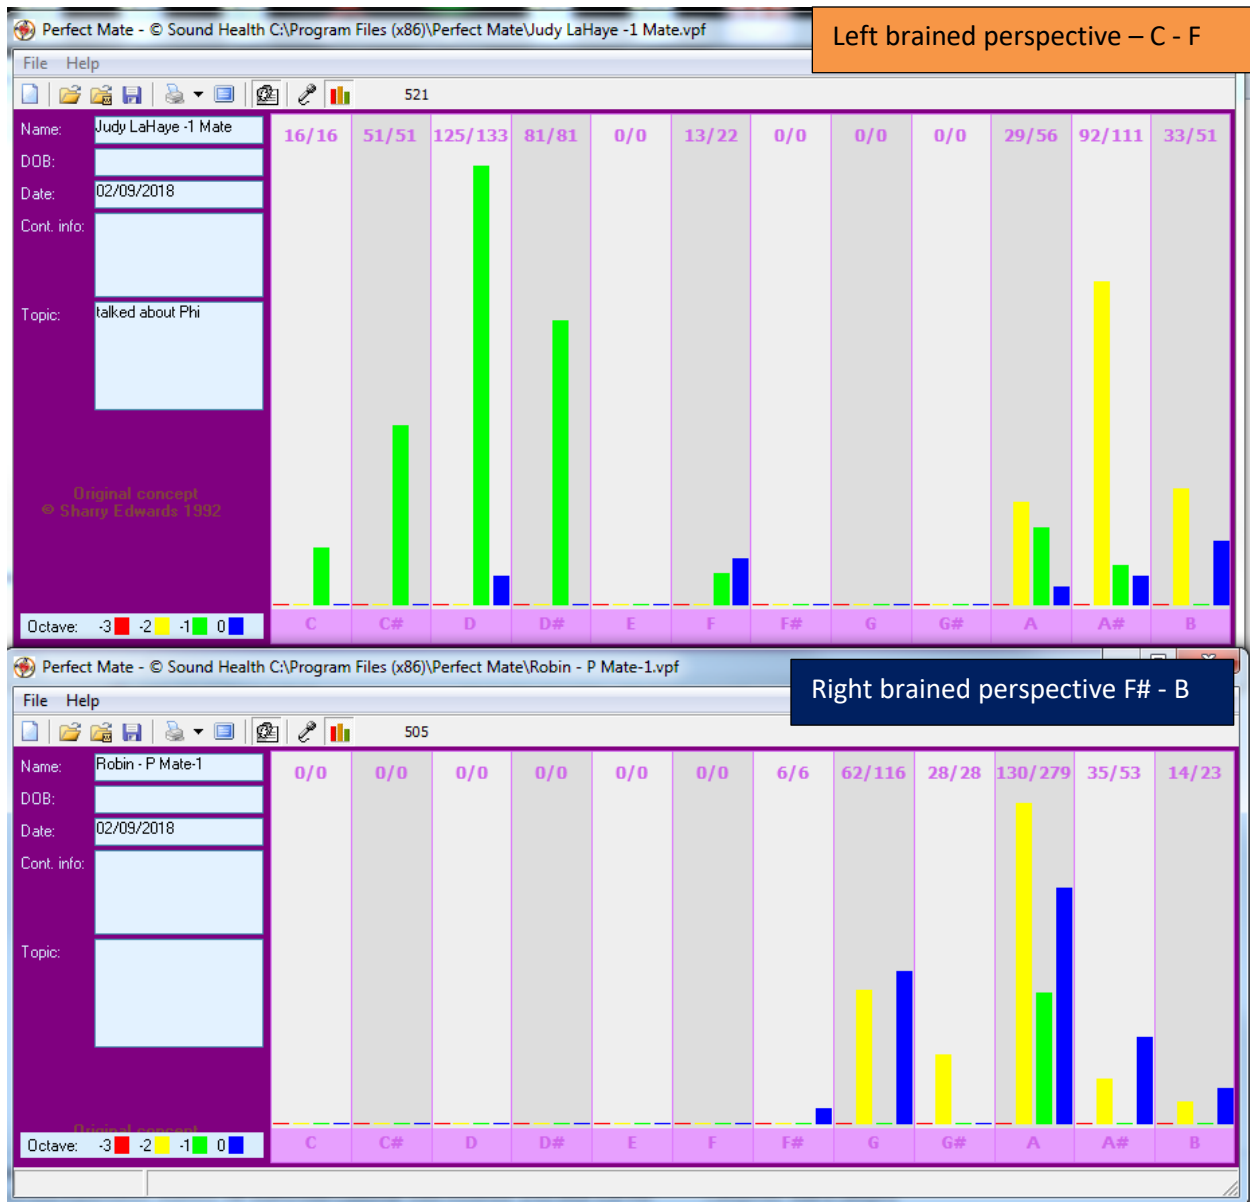 Perfect Mate - © Sound Health C:\Program Files (x86)\Perfect Mate\Judy LaHaye -1 Mate.vpf
Left brained perspective – C - F
File Help
521
Name: Judy LaHaye -1 Mate
16/16 51/51 125/133 81/81 0/0 13/22 0/0 0/0 0/0 29/56 92/111 33/51
DOB:
Date: 02/09/2018
Cont. info:
Topic: talked about Phi
Original concept
© Sharry Edwards 1992
Octave: -3 -2 -1 0
C C# D D# E F F# G G# A A# B
Perfect Mate - © Sound Health C:\Program Files (x86)\Perfect Mate\Robin - P Mate-1.vpf
Right brained perspective F# - B
File Help
505
Name: Robin - P Mate-1
0/0 0/0 0/0 0/0 0/0 0/0 6/6 62/116 28/28 130/279 35/53 14/23
DOB:
Date: 02/09/2018
Cont. info:
Topic:
Original concept
Octave: -3 -2 -1 0
C C# D D# E F F# G G# A A# B